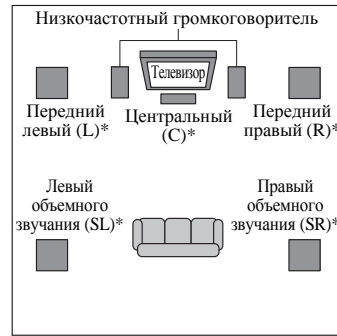 Низкочастотный громкоговоритель
Телевизор
Передний
левый (L)*
Центральный
(C)*
Передний
правый (R)*
Левый
объемного
звучания (SL)*
Правый
объемного
звучания (SR)*